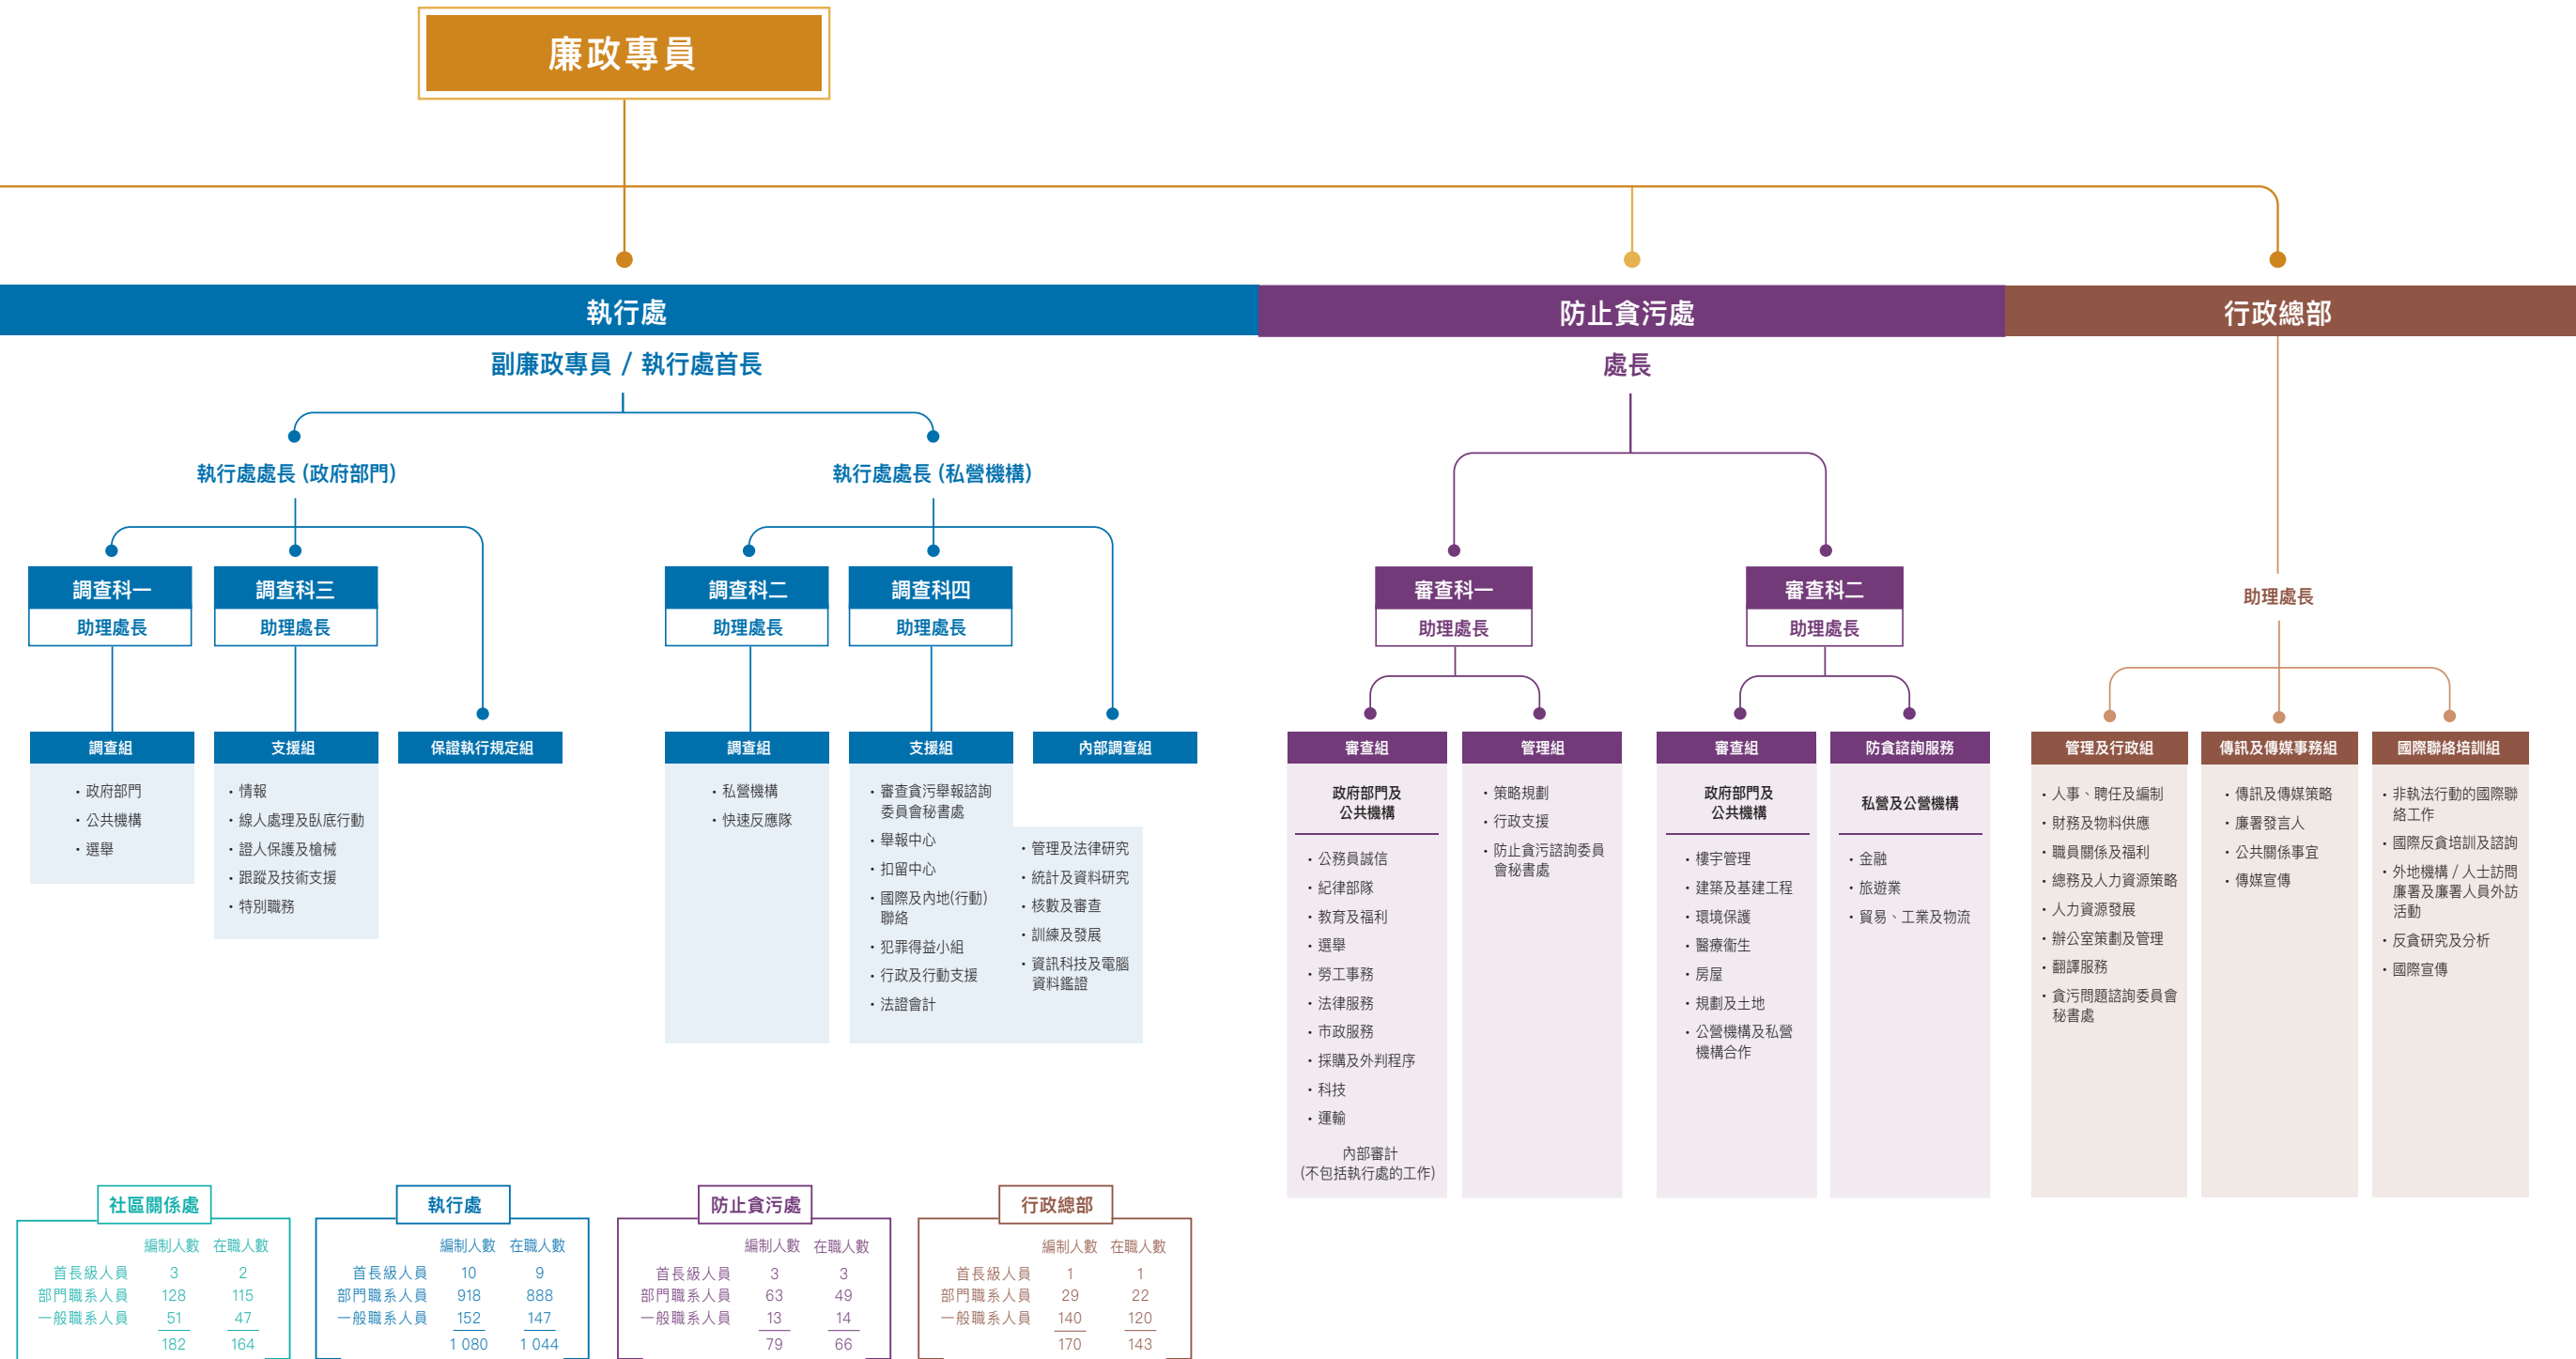 廉政專員
執行處
防止貪污處
行政總部
副廉政專員 / 執行處首長
處長
執行處處長 (政府部門)
執行處處長 (私營機構)
調查科一
助理處長
調查科三
助理處長
調查科二
助理處長
調查科四
助理處長
審查科一
助理處長
審查科二
助理處長
助理處長
調查組
• 政府部門
• 公共機構
• 選舉
支援組
• 情報
• 線人處理及臥底行動
• 證人保護及槍械
• 跟蹤及技術支援
• 特別職務
保證執行規定組
調查組
• 私營機構
• 快速反應隊
支援組
• 審查貪污舉報諮詢
委員會秘書處
• 舉報中心
• 扣留中心
• 國際及內地(行動)
聯絡
• 犯罪得益小組
• 行政及行動支援
• 法證會計
內部調查組
• 管理及法律研究
• 統計及資料研究
• 核數及審查
• 訓練及發展
• 資訊科技及電腦
資料鑑證
審查組
政府部門及
公共機構
• 公務員誠信
• 紀律部隊
• 教育及福利
• 選舉
• 勞工事務
• 法律服務
• 市政服務
• 採購及外判程序
• 科技
• 運輸
內部審計
(不包括執行處的工作)
管理組
• 策略規劃
• 行政支援
• 防止貪污諮詢委員
會秘書處
審查組
政府部門及
公共機構
• 樓宇管理
• 建築及基建工程
• 環境保護
• 醫療衞生
• 房屋
• 規劃及土地
• 公營機構及私營
機構合作
防貪諮詢服務
私營及公營機構
• 金融
• 旅遊業
• 貿易、工業及物流
管理及行政組
• 人事、聘任及編制
• 財務及物料供應
• 職員關係及福利
• 總務及人力資源策略
• 人力資源發展
• 辦公室策劃及管理
• 翻譯服務
• 貪污問題諮詢委員會
秘書處
傳訊及傳媒事務組
• 傳訊及傳媒策略
• 廉署發言人
• 公共關係事宜
• 傳媒宣傳
國際聯絡培訓組
• 非執法行動的國際聯
絡工作
• 國際反貪培訓及諮詢
• 外地機構 / 人士訪問
廉署及廉署人員外訪
活動
• 反貪研究及分析
• 國際宣傳
社區關係處
編制人數 在職人數
首長級人員 3 2
部門職系人員 128 115
一般職系人員 51 47
182 164
執行處
編制人數 在職人數
首長級人員 10 9
部門職系人員 918 888
一般職系人員 152 147
1 080 1 044
防止貪污處
編制人數 在職人數
首長級人員 3 3
部門職系人員 63 49
一般職系人員 13 14
79 66
行政總部
編制人數 在職人數
首長級人員 1 1
部門職系人員 29 22
一般職系人員 140 120
170 143